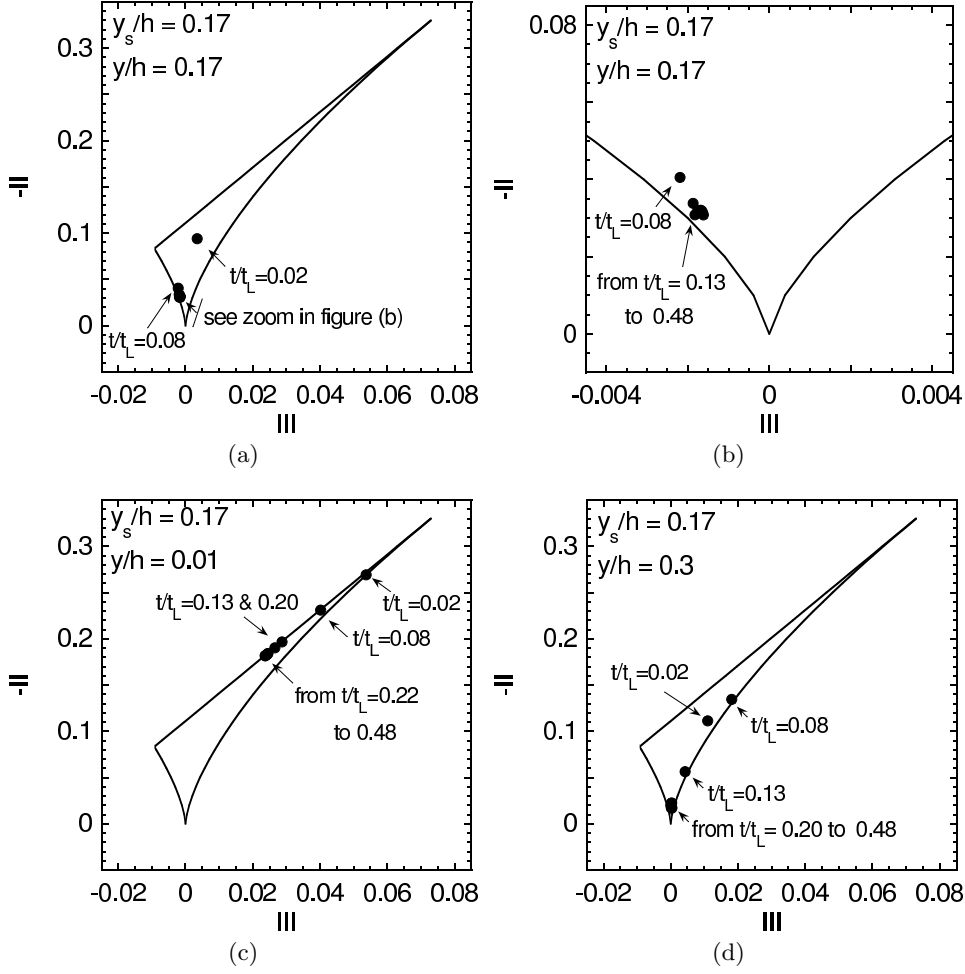 y_s/h = 0.17
y/h = 0.17
0.3
0.2
0.1
0
-II
t/t_L=0.02
see zoom in figure (b)
t/t_L=0.08
-0.02 0 0.02 0.04 0.06 0.08
III
(a)
0.08
y_s/h = 0.17
y/h = 0.17
-II
t/t_L=0.08
from t/t_L= 0.13
to 0.48
0
-0.004 0 0.004
III
(b)
y_s/h = 0.17
y/h = 0.01
0.3
0.2
0.1
0
-II
t/t_L=0.13 & 0.20
t/t_L=0.02
t/t_L=0.08
from t/t_L=0.22
to 0.48
-0.02 0 0.02 0.04 0.06 0.08
III
(c)
y_s/h = 0.17
y/h = 0.3
0.3
0.2
0.1
0
-II
t/t_L=0.02
t/t_L=0.08
t/t_L=0.13
from t/t_L= 0.20 to 0.48
-0.02 0 0.02 0.04 0.06 0.08
III
(d)